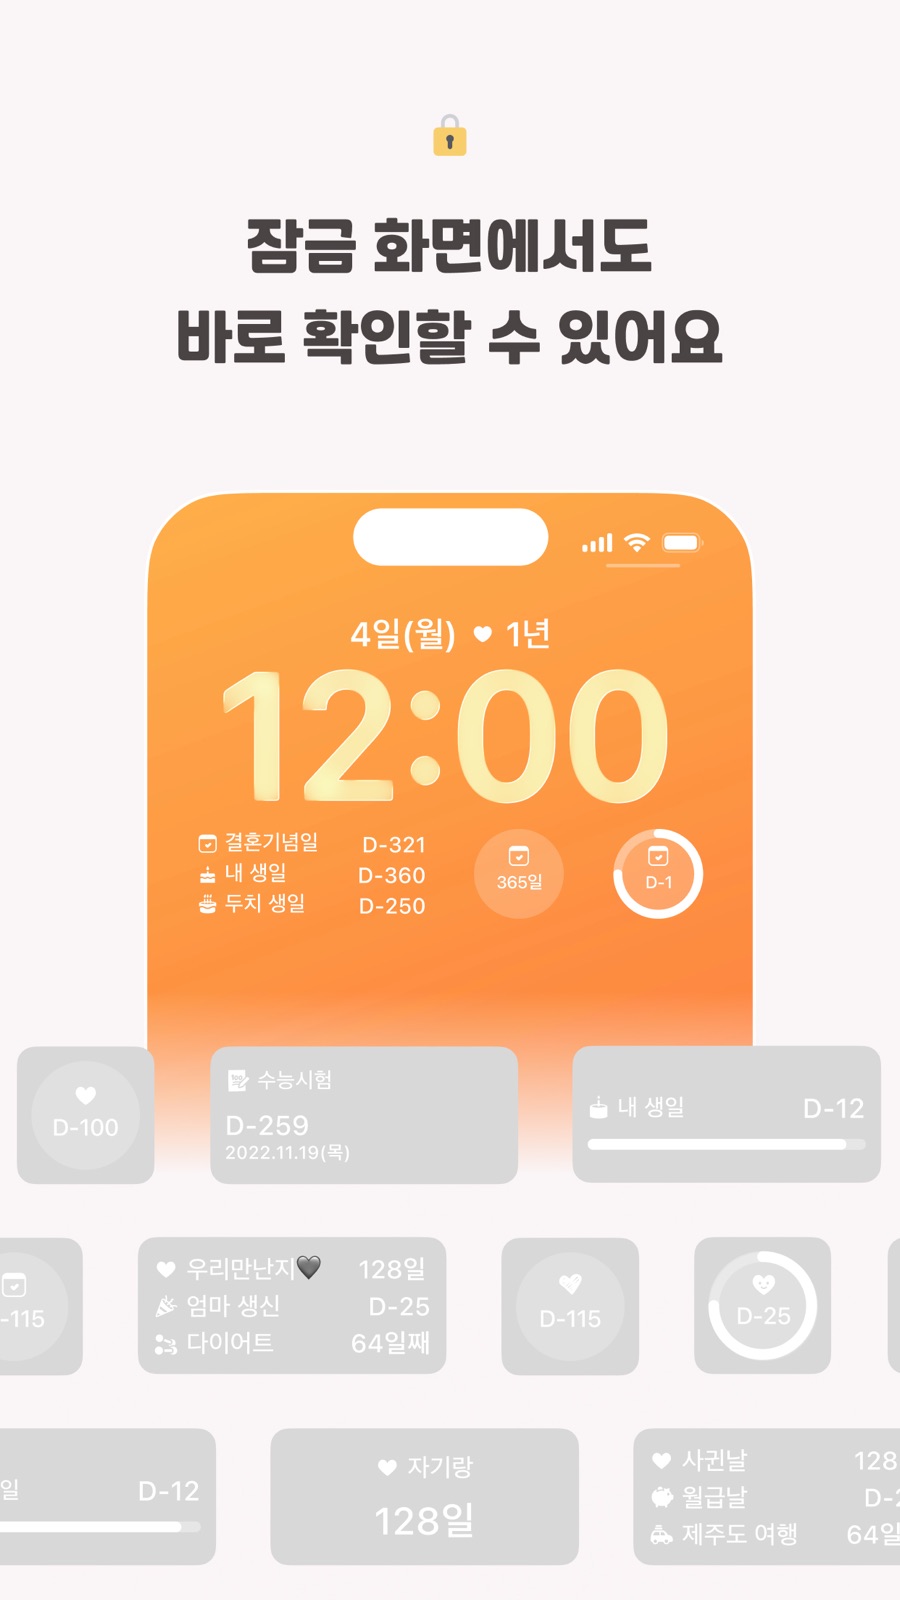 잠금 화면에서도
바로 확인할 수 있어요
4일(월) ♥ 1년
12:00
결혼기념일 D-321
내 생일 D-360
두치 생일 D-250
365일
D-1
D-100
수능시험
D-259
2022.11.19(목)
내 생일 D-12
-115
우리만난지🖤 128일
엄마 생신 D-25
다이어트 64일째
D-115
D-25
일 D-12
자기랑
128일
사귄날 128
월급날 D-2
제주도 여행 64일